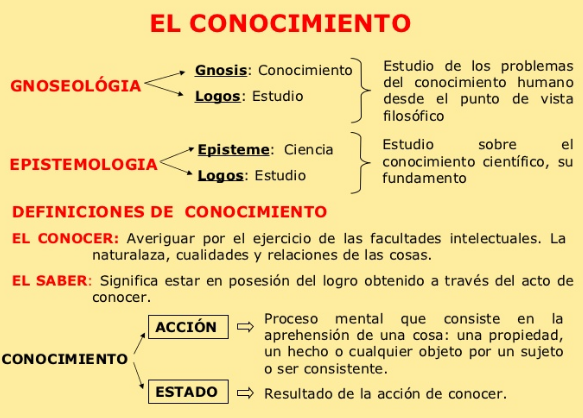 EL CONOCIMIENTO
GNOSEOLÓGIA
Gnosis: Conocimiento
Logos: Estudio
Estudio de los problemas
del conocimiento humano
desde el punto de vista
filosófico
EPISTEMOLOGIA
Episteme: Ciencia
Logos: Estudio
Estudio sobre el
conocimiento científico, su
fundamento
DEFINICIONES DE CONOCIMIENTO
EL CONOCER: Averiguar por el ejercicio de las facultades intelectuales. La
naturalaza, cualidades y relaciones de las cosas.
EL SABER: Significa estar en posesión del logro obtenido a través del acto de
conocer.
CONOCIMIENTO
ACCIÓN
Proceso mental que consiste en la
aprehensión de una cosa: una propiedad,
un hecho o cualquier objeto por un sujeto
o ser consistente.
ESTADO
Resultado de la acción de conocer.